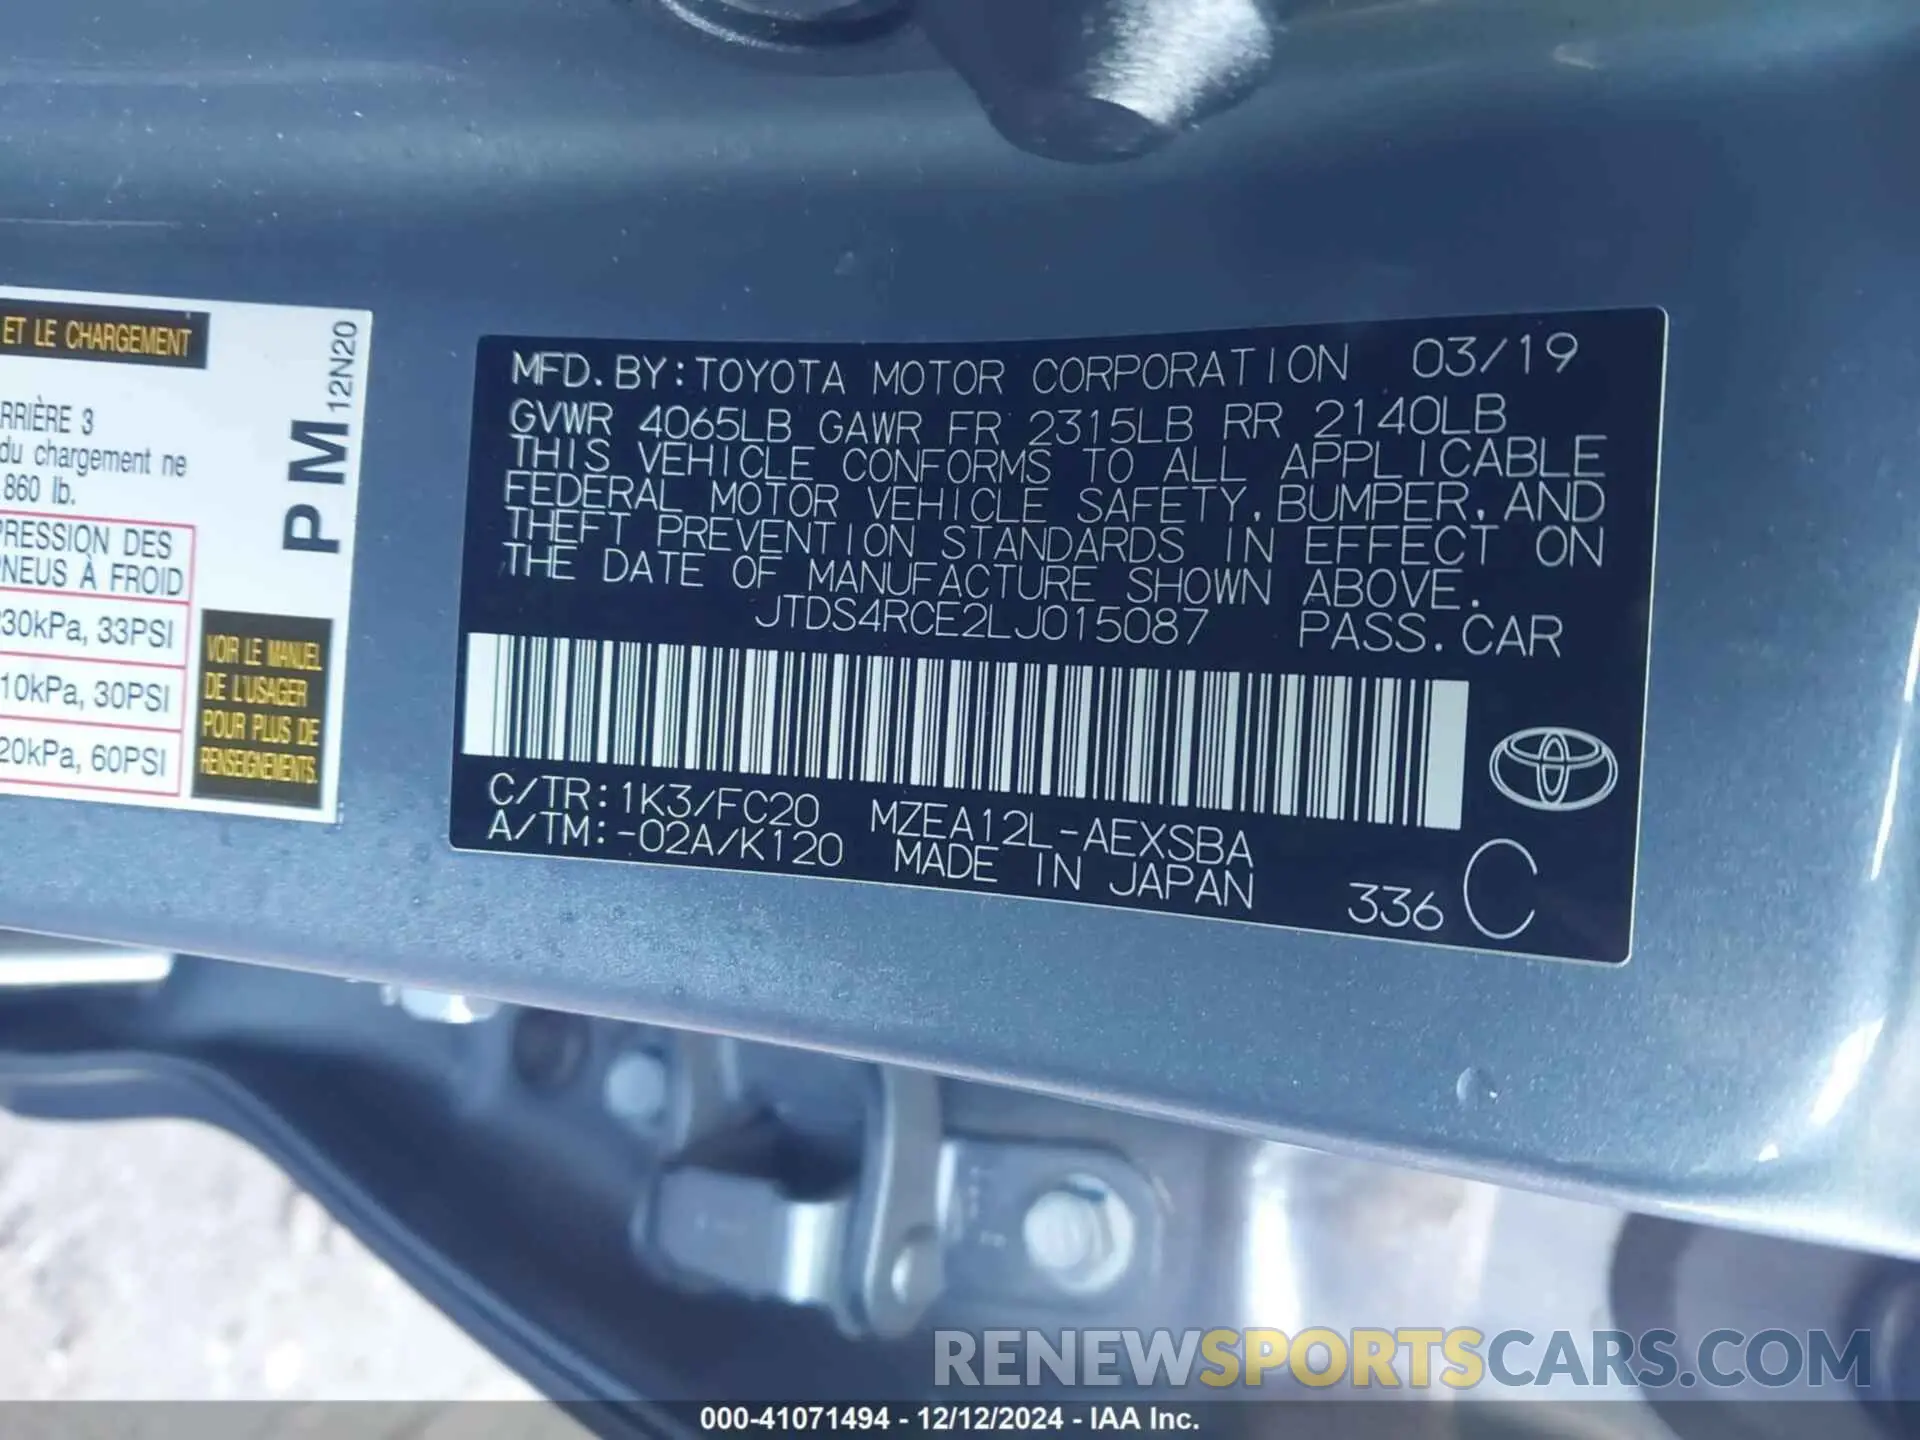 ET LE CHARGEMENT
RRIÈRE 3
du chargement ne
860 lb.
PRESSION DES
PNEUS À FROID
230kPa, 33PSI
10kPa, 30PSI
20kPa, 60PSI
PM 12N20
VOIR LE MANUEL
DE L'USAGER
POUR PLUS DE
RENSEIGNEMENTS.
MFD. BY: TOYOTA MOTOR CORPORATION 03/19
GVWR 4065LB GAWR FR 2315LB RR 2140LB
THIS VEHICLE CONFORMS TO ALL APPLICABLE
FEDERAL MOTOR VEHICLE SAFETY, BUMPER, AND
THEFT PREVENTION STANDARDS IN EFFECT ON
THE DATE OF MANUFACTURE SHOWN ABOVE.
JTDS4RCE2LJ015087 PASS. CAR
C/TR: 1K3/FC20 MZEA12L-AEXSBA
A/TM: -02A/K120 MADE IN JAPAN 336 C
RENEWSPORTSCARS.COM
000-41071494 - 12/12/2024 - IAA Inc.